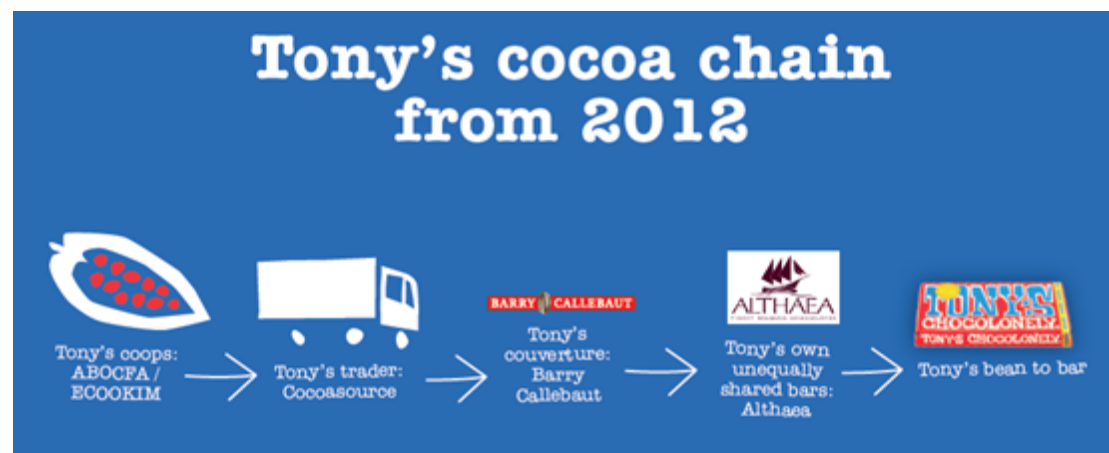 Tony's cocoa chain
from 2012
Tony's coops:
ABOCFA /
ECOOKIM
Tony's trader:
Cocoasource
BARRY CALLEBAUT
Tony's
couverture:
Barry
Callebaut
ALTHAEA
Tony's own
unequally
shared bars:
Althaea
TONY'S
CHOCOLONELY
TONY'S CHOCOLONELY
Tony's bean to bar